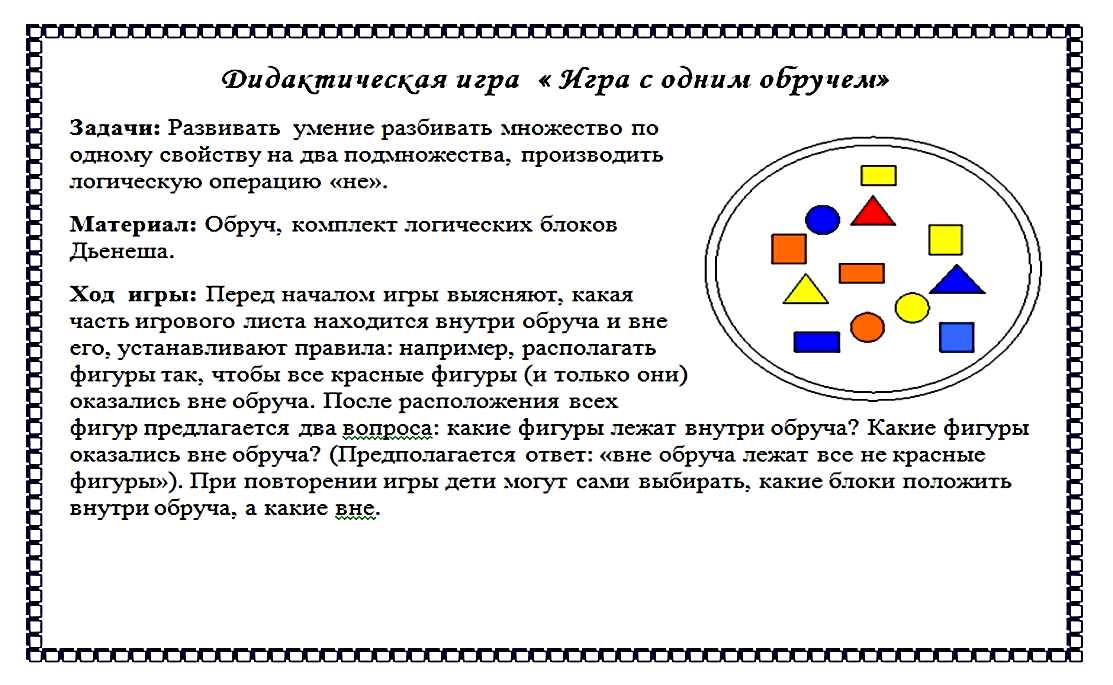 Дидактическая игра « Игра с одним обручем»
Задачи: Развивать умение разбивать множество по
одному свойству на два подмножества, производить
логическую операцию «не».
Материал: Обруч, комплект логических блоков
Дьенеша.
Ход игры: Перед началом игры выясняют, какая
часть игрового листа находится внутри обруча и вне
его, устанавливают правила: например, располагать
фигуры так, чтобы все красные фигуры (и только они)
оказались вне обруча. После расположения всех
фигур предлагается два вопроса: какие фигуры лежат внутри обруча? Какие фигуры
оказались вне обруча? (Предполагается ответ: «вне обруча лежат все не красные
фигуры»). При повторении игры дети могут сами выбирать, какие блоки положить
внутри обруча, а какие вне.